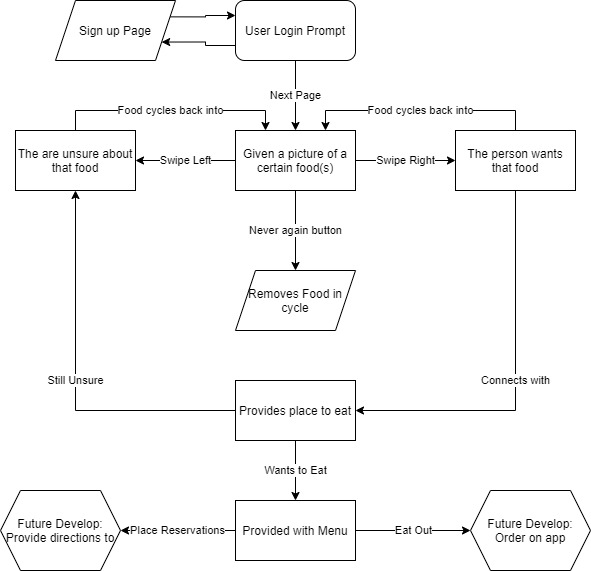 Sign up Page
User Login Prompt
Next Page
Food cycles back into
Food cycles back into
The are unsure about
that food
Swipe Left
Given a picture of a
certain food(s)
Swipe Right
The person wants
that food
Never again button
Removes Food in
cycle
Still Unsure
Connects with
Provides place to eat
Wants to Eat
Future Develop:
Provide directions to
Place Reservations
Provided with Menu
Eat Out
Future Develop:
Order on app